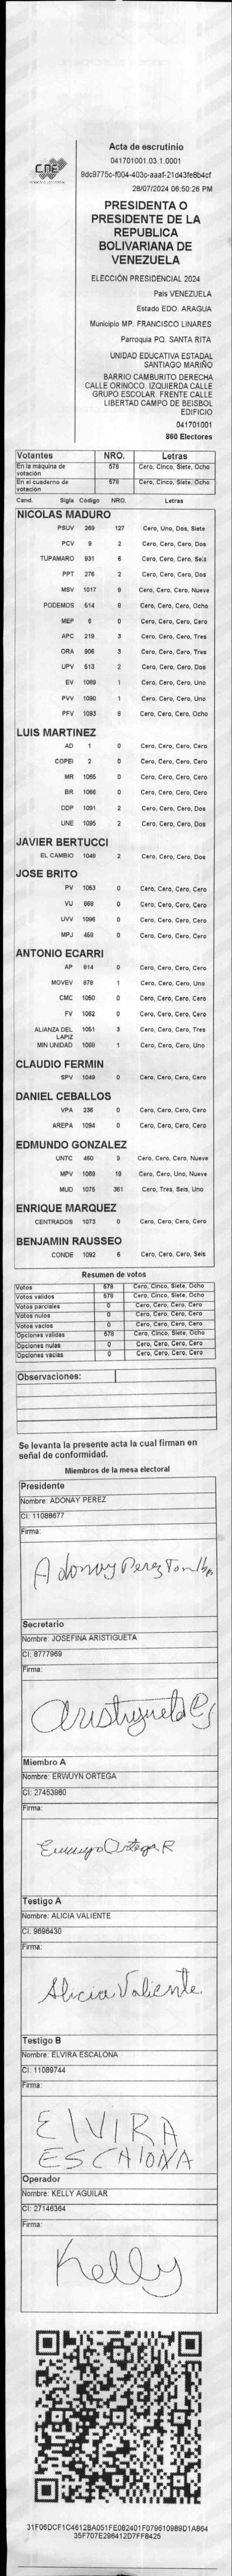 CNE
Acta de escrutinio
041701001.03.1.0001
9dc9775c-f004-403c-aaaf-21d43fe8b4cf
28/07/2024 06:50:26 PM
PRESIDENTA O
PRESIDENTE DE LA
REPUBLICA
BOLIVARIANA DE
VENEZUELA
ELECCIÓN PRESIDENCIAL 2024
País VENEZUELA
Estado EDO. ARAGUA
Municipio MP. FRANCISCO LINARES
Parroquia PQ. SANTA RITA
UNIDAD EDUCATIVA ESTADAL
SANTIAGO MARIÑO
BARRIO CAMBURITO DERECHA
CALLE ORINOCO. IZQUIERDA CALLE
GRUPO ESCOLAR. FRENTE CALLE
LIBERTAD CAMPO DE BEISBOL
EDIFICIO
041701001
860 Electores
Votantes NRO. Letras
En la máquina de votación 578 Cero, Cinco, Siete, Ocho
En el cuaderno de votación 578 Cero, Cinco, Siete, Ocho
Cand. Sigla Código NRO. Letras
NICOLAS MADURO
PSUV 269 127 Cero, Uno, Dos, Siete
PCV 9 2 Cero, Cero, Cero, Dos
TUPAMARO 931 6 Cero, Cero, Cero, Seis
PPT 276 2 Cero, Cero, Cero, Dos
MSV 1017 9 Cero, Cero, Cero, Nueve
PODEMOS 514 8 Cero, Cero, Cero, Ocho
MEP 6 0 Cero, Cero, Cero, Cero
APC 219 3 Cero, Cero, Cero, Tres
ORA 906 3 Cero, Cero, Cero, Tres
UPV 513 2 Cero, Cero, Cero, Dos
EV 1089 1 Cero, Cero, Cero, Uno
PVV 1090 1 Cero, Cero, Cero, Uno
PFV 1093 8 Cero, Cero, Cero, Ocho
LUIS MARTINEZ
AD 1 0 Cero, Cero, Cero, Cero
COPEI 2 0 Cero, Cero, Cero, Cero
MR 1065 0 Cero, Cero, Cero, Cero
BR 1066 0 Cero, Cero, Cero, Cero
DDP 1091 2 Cero, Cero, Cero, Dos
UNE 1095 2 Cero, Cero, Cero, Dos
JAVIER BERTUCCI
EL CAMBIO 1048 2 Cero, Cero, Cero, Dos
JOSE BRITO
PV 1053 0 Cero, Cero, Cero, Cero
VU 868 0 Cero, Cero, Cero, Cero
UVV 1096 0 Cero, Cero, Cero, Cero
MPJ 458 0 Cero, Cero, Cero, Cero
ANTONIO ECARRI
AP 814 0 Cero, Cero, Cero, Cero
MOVEV 878 1 Cero, Cero, Cero, Uno
CMC 1050 0 Cero, Cero, Cero, Cero
FV 1052 0 Cero, Cero, Cero, Cero
ALIANZA DEL LAPIZ 1051 3 Cero, Cero, Cero, Tres
MIN UNIDAD 1068 1 Cero, Cero, Cero, Uno
CLAUDIO FERMIN
SPV 1049 0 Cero, Cero, Cero, Cero
DANIEL CEBALLOS
VPA 236 0 Cero, Cero, Cero, Cero
AREPA 1094 0 Cero, Cero, Cero, Cero
EDMUNDO GONZALEZ
UNTC 450 9 Cero, Cero, Cero, Nueve
MPV 1069 19 Cero, Cero, Uno, Nueve
MUD 1075 361 Cero, Tres, Seis, Uno
ENRIQUE MARQUEZ
CENTRADOS 1073 0 Cero, Cero, Cero, Cero
BENJAMIN RAUSSEO
CONDE 1092 6 Cero, Cero, Cero, Seis
Resumen de votos
Votos 578 Cero, Cinco, Siete, Ocho
Votos validos 578 Cero, Cinco, Siete, Ocho
Votos parciales 0 Cero, Cero, Cero, Cero
Votos nulos 0 Cero, Cero, Cero, Cero
Votos vacios 0 Cero, Cero, Cero, Cero
Opciones validas 578 Cero, Cinco, Siete, Ocho
Opciones nulas 0 Cero, Cero, Cero, Cero
Opciones vacias 0 Cero, Cero, Cero, Cero
Observaciones:
Se levanta la presente acta la cual firman en
señal de conformidad.
Miembros de la mesa electoral
Presidente
Nombre: ADONAY PEREZ
CI: 11088677
Firma:
Adonay Perez
Secretario
Nombre: JOSEFINA ARISTIGUETA
CI: 8777969
Firma:
Aristigueta
Miembro A
Nombre: ERWUYN ORTEGA
CI: 27453980
Firma:
Ortega R
Testigo A
Nombre: ALICIA VALIENTE
CI: 9696430
Firma:
Alicia Valiente
Testigo B
Nombre: ELVIRA ESCALONA
CI: 11089744
Firma:
ELVIRA
ESCALONA
Operador
Nombre: KELLY AGUILAR
CI: 27146364
Firma:
Kelly
31F06DCF1C4612BA051FE082401F079610989D1A864
35F707E296412D7FF8425